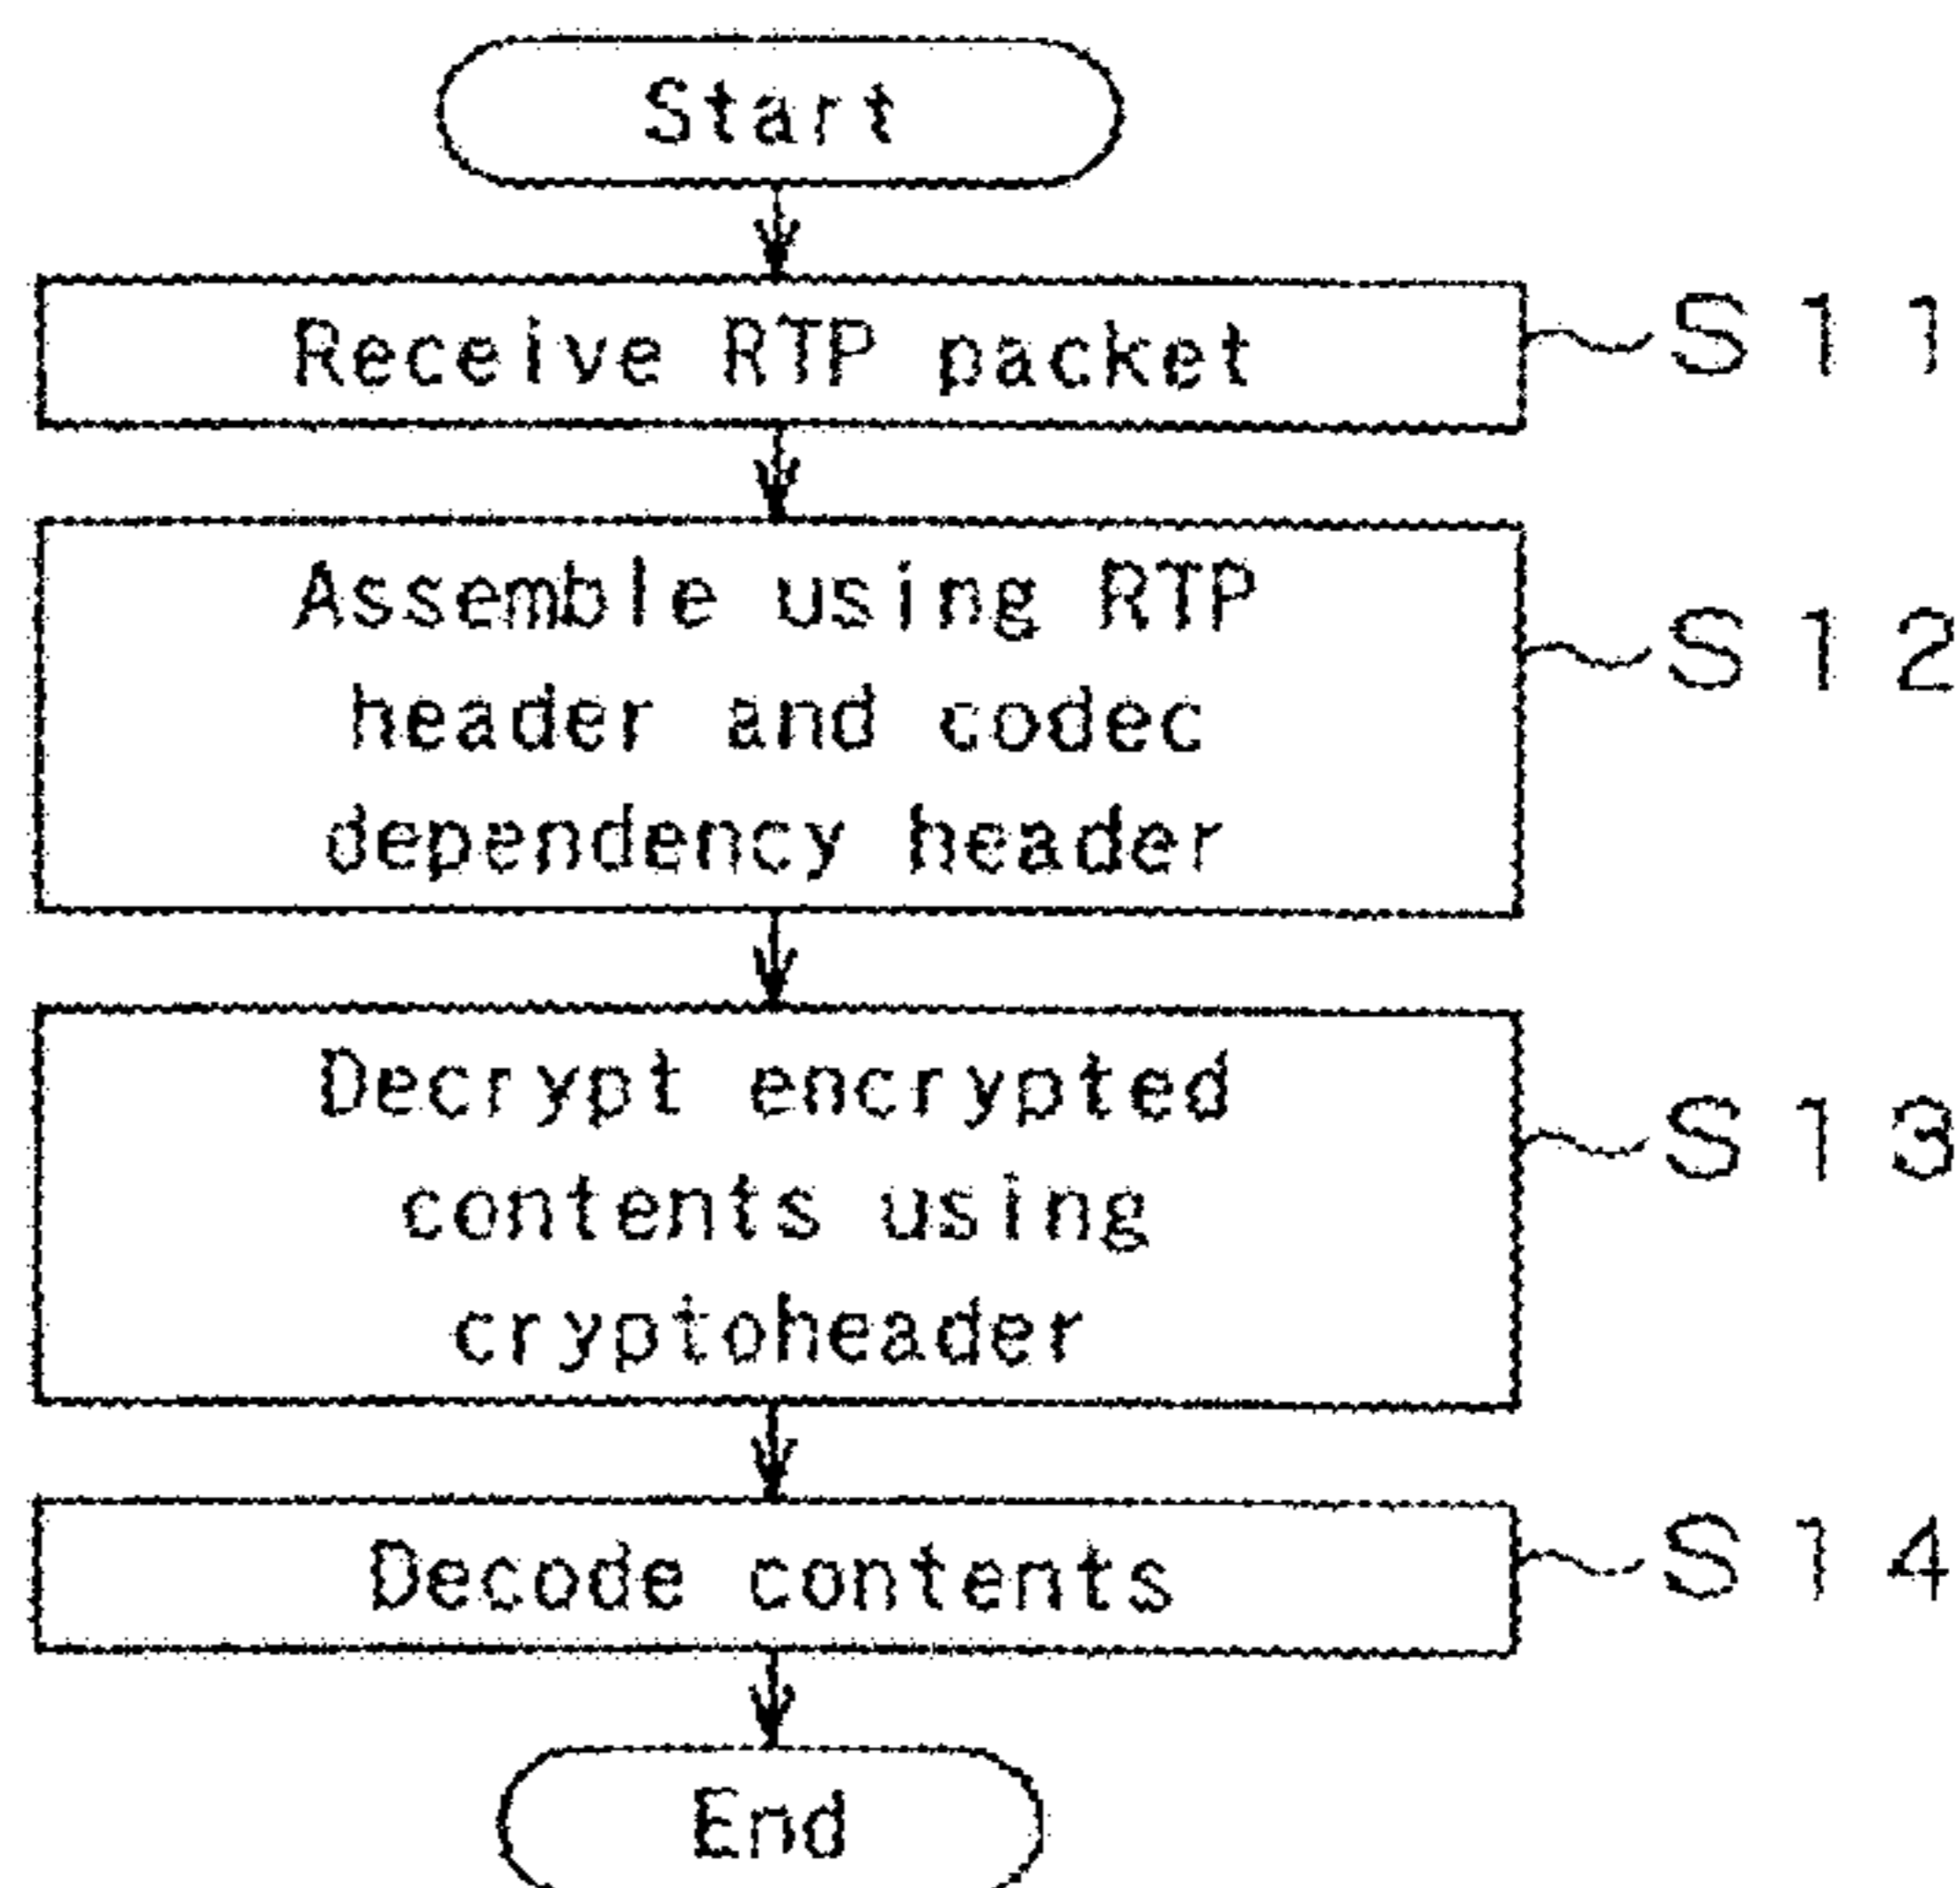 Start
Receive RTP packet
S11
Assemble using RTP
header and codec
dependency header
S12
Decrypt encrypted
contents using
cryptoheader
S13
Decode contents
S14
End